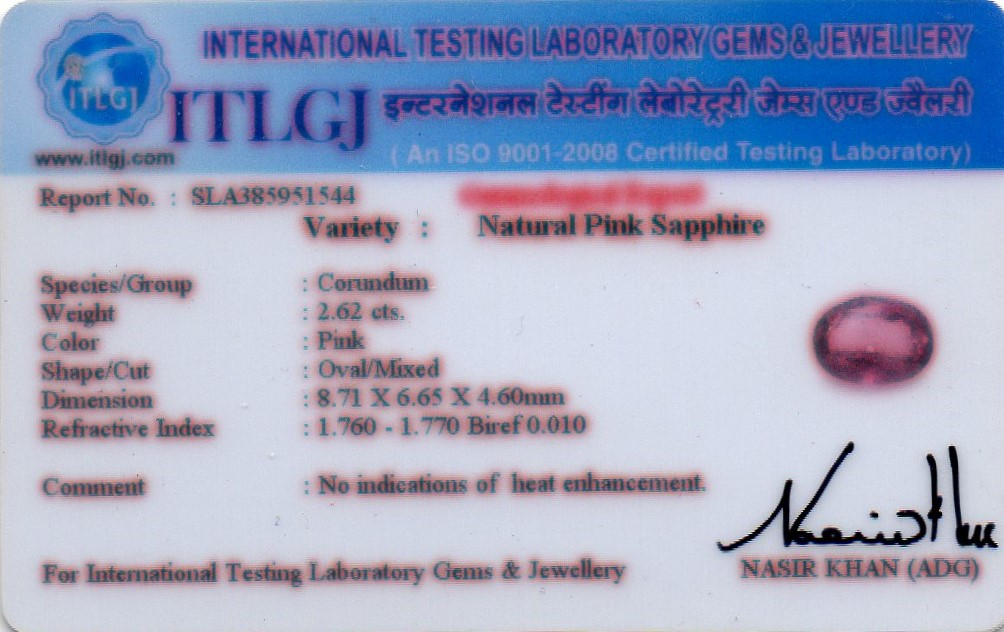 INTERNATIONAL TESTING LABORATORY GEMS & JEWELLERY
ITLGJ
ITLGJ इन्टरनेशनल टेस्टींग लेबोरेट्ररी जेम्स एण्ड ज्वैलरी
www.itlgj.com
( An ISO 9001-2008 Certified Testing Laboratory)
Report No. : SLA385951544
Variety : Natural Pink Sapphire
Species/Group : Corundum
Weight : 2.62 cts.
Color : Pink
Shape/Cut : Oval/Mixed
Dimension : 8.71 X 6.65 X 4.60mm
Refractive Index : 1.760 - 1.770 Biref 0.010
Comment : No indications of heat enhancement.
For International Testing Laboratory Gems & Jewellery
NASIR KHAN (ADG)